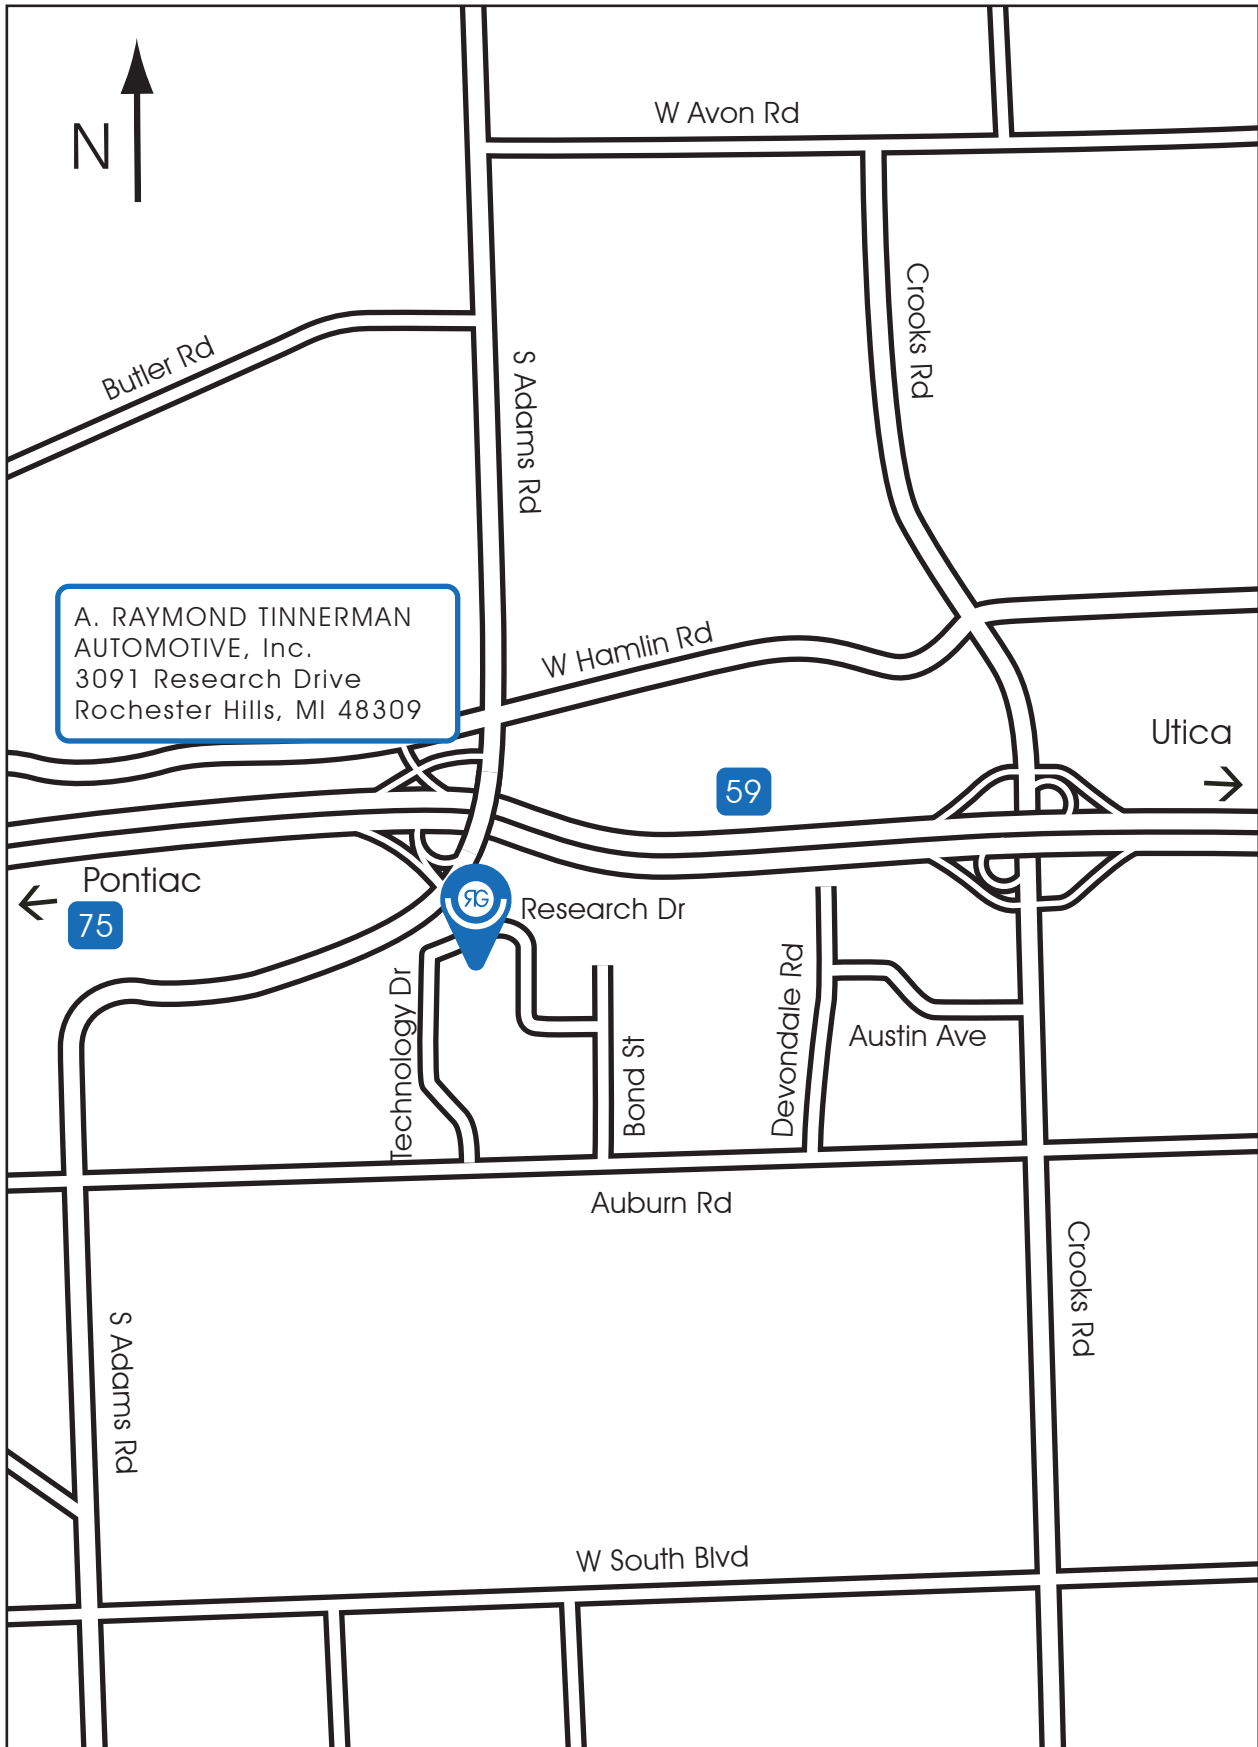 W Avon Rd
N
Crooks Rd
Butler Rd
S Adams Rd
A. RAYMOND TINNERMAN
AUTOMOTIVE, Inc.
3091 Research Drive
Rochester Hills, MI 48309
W Hamlin Rd
Utica
59
Pontiac
75
RG
Research Dr
Technology Dr
Bond St
Devondale Rd
Austin Ave
Auburn Rd
Crooks Rd
S Adams Rd
W South Blvd